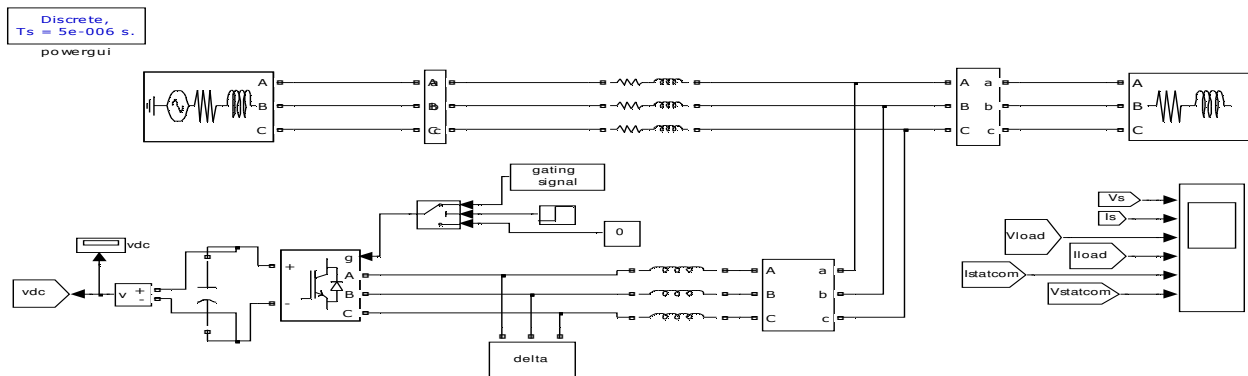 Discrete,
Ts = 5e-006 s.
powergui
A A a A a A
B B b B b B
C C c C c C
gating
signal
0
Vs
Is
Vload
Iload
Istatcom
Vstatcom
vdc
vdc
v + -
+
-
g
A
B
C
A a
B b
C c
delta